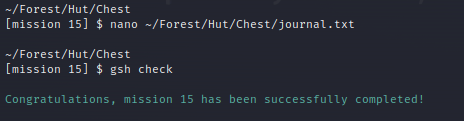 ~/Forest/Hut/Chest
[mission 15] $ nano ~/Forest/Hut/Chest/journal.txt
~/Forest/Hut/Chest
[mission 15] $ gsh check
Congratulations, mission 15 has been successfully completed!